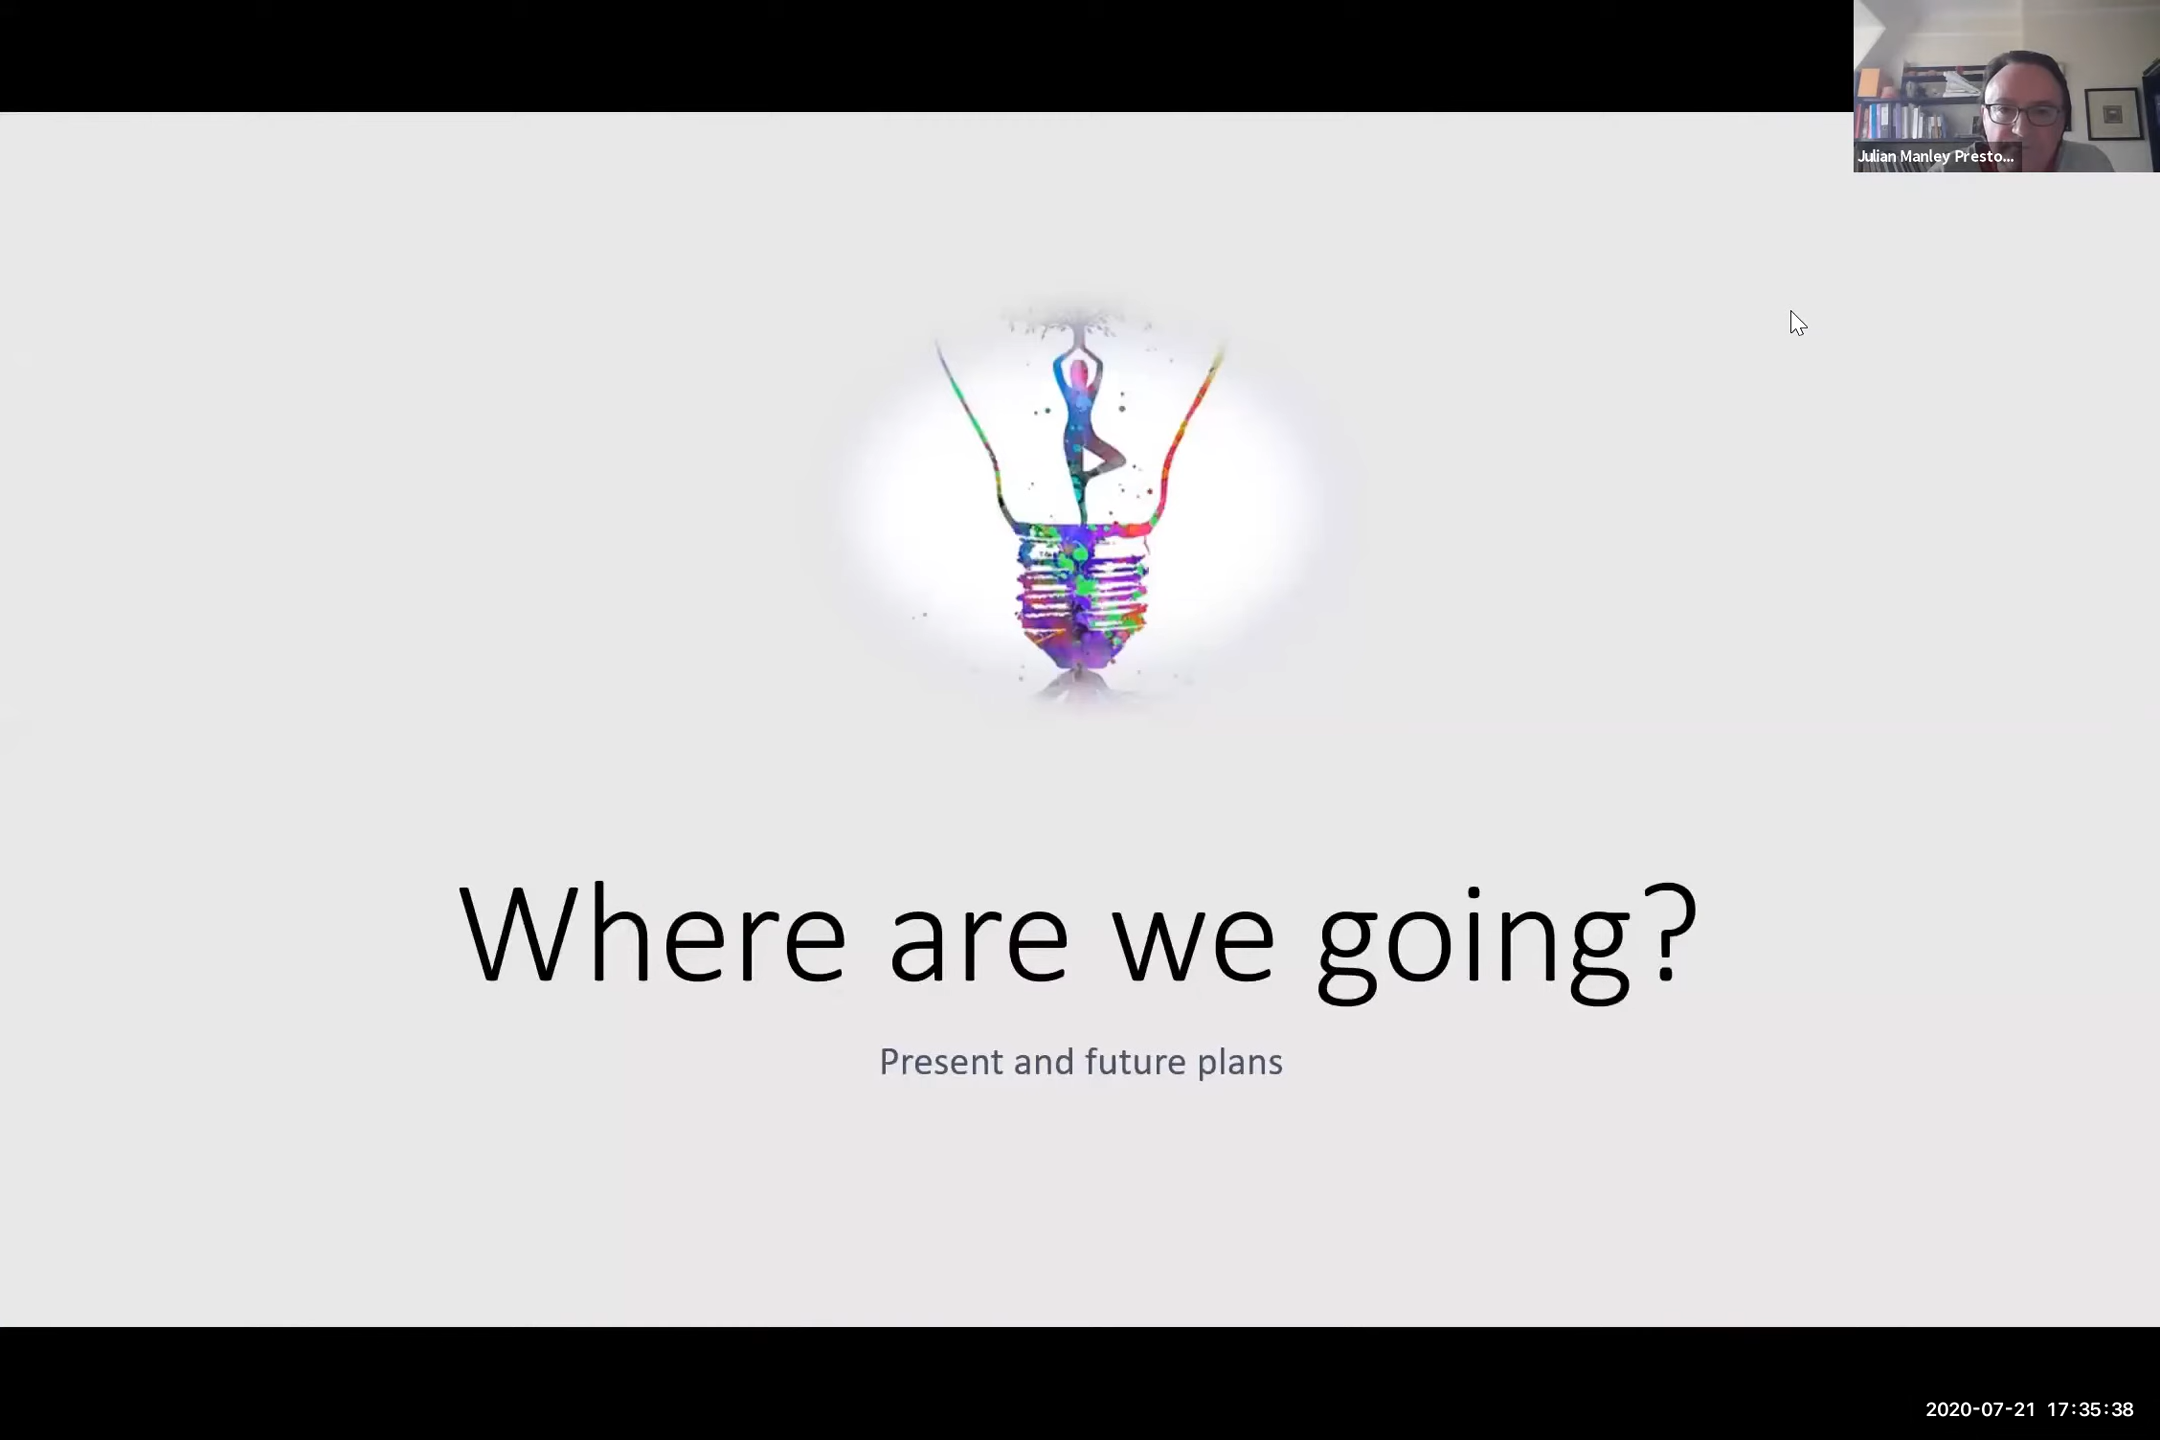 Julian Manley Presto...
Where are we going?
Present and future plans
2020-07-21 17:35:38